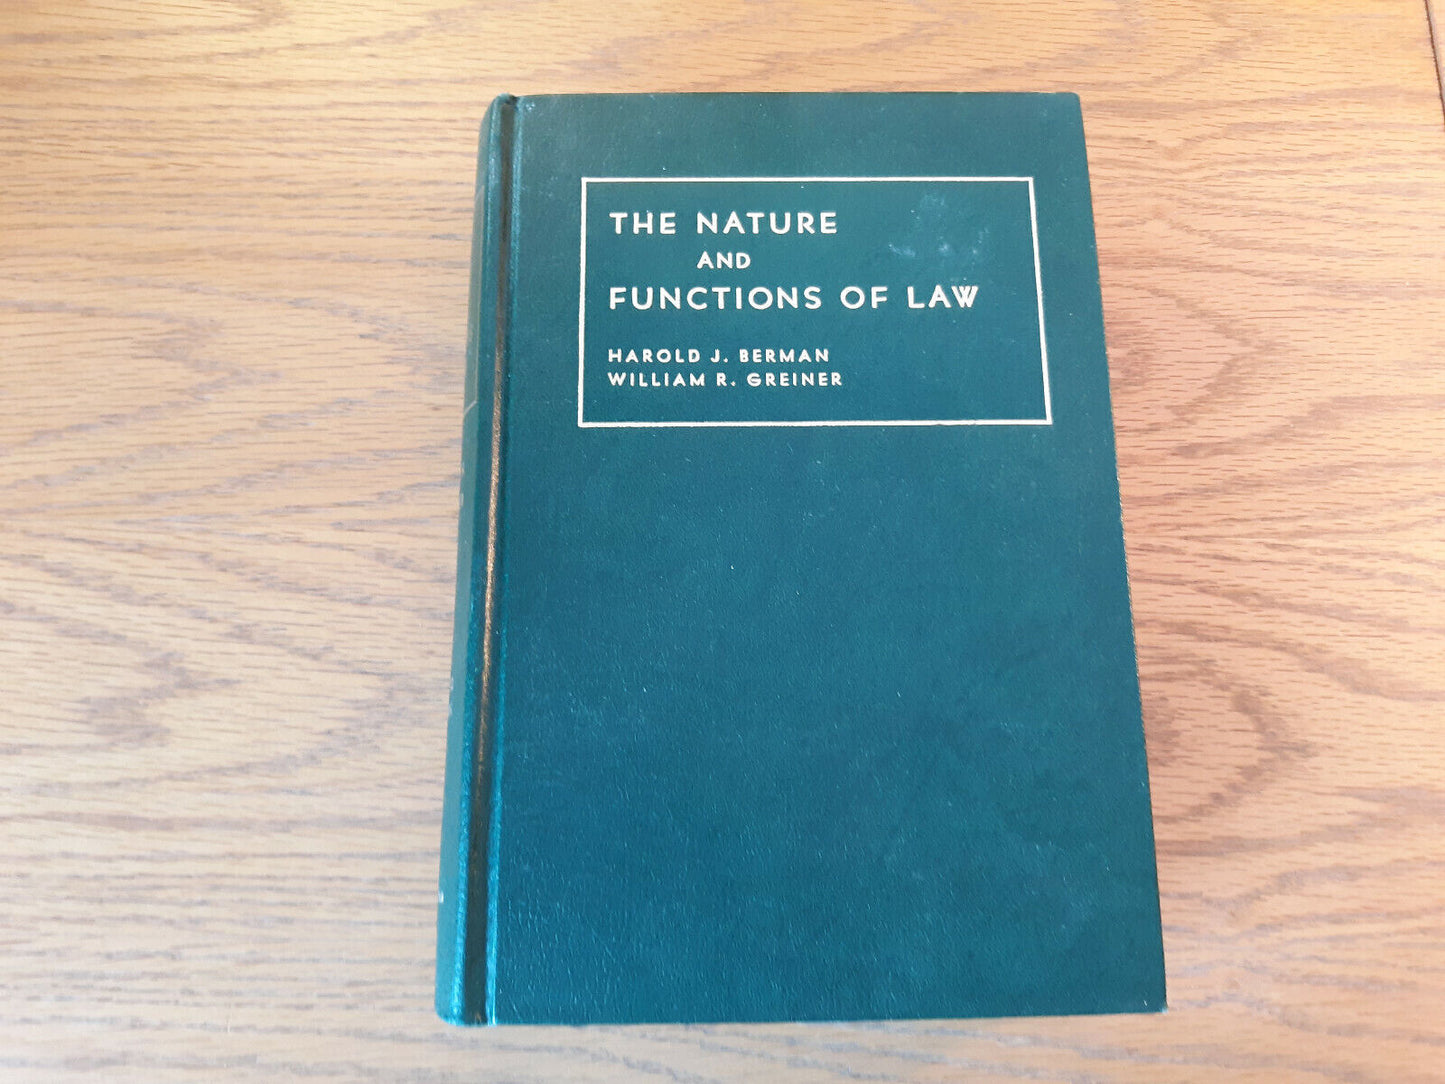 THE NATURE
AND
FUNCTIONS OF LAW
HAROLD J. BERMAN
WILLIAM R. GREINER